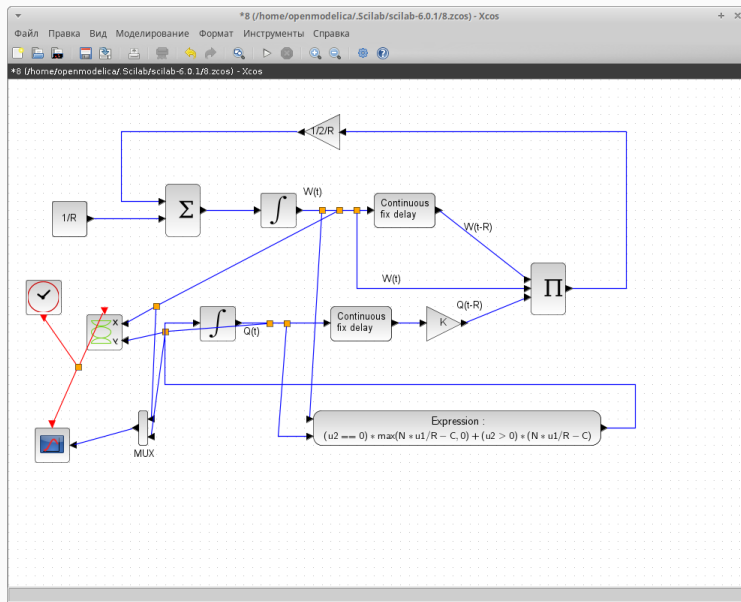 *8 (/home/openmodelica/.Scilab/scilab-6.0.1/8.zcos) - Xcos
Файл Правка Вид Моделирование Формат Инструменты Справка
*8 (/home/openmodelica/.Scilab/scilab-6.0.1/8.zcos) - Xcos
1/2/R
W(t)
1/R
Σ
∫
Continuous
fix delay
W(t-R)
W(t)
Π
Q(t-R)
X
Y
∫
Q(t)
Continuous
fix delay
K
MUX
Expression :
(u2 == 0) * max(N * u1/R − C, 0) + (u2 > 0) * (N * u1/R − C)